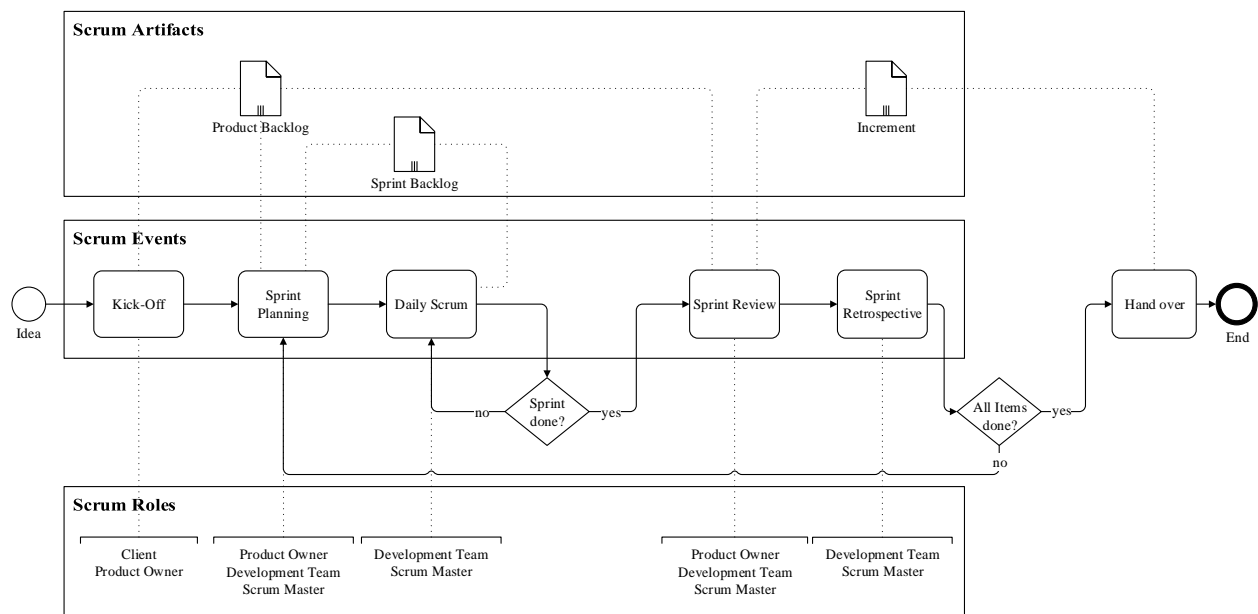 Scrum Artifacts
Product Backlog
Increment
Sprint Backlog
Scrum Events
Idea
Kick-Off
Sprint
Planning
Daily Scrum
Sprint Review
Sprint
Retrospective
Hand over
End
Sprint
done?
no
yes
All Items
done?
yes
no
Scrum Roles
Client
Product Owner
Product Owner
Development Team
Scrum Master
Development Team
Scrum Master
Product Owner
Development Team
Scrum Master
Development Team
Scrum Master